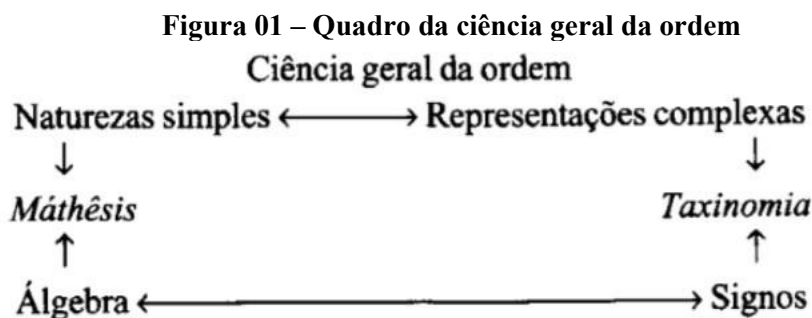 Figura 01 – Quadro da ciência geral da ordem
Ciência geral da ordem
Naturezas simples ←→ Representações complexas
↓ ↓
Máthêsis Taxinomia
↑ ↑
Álgebra ←→ Signos